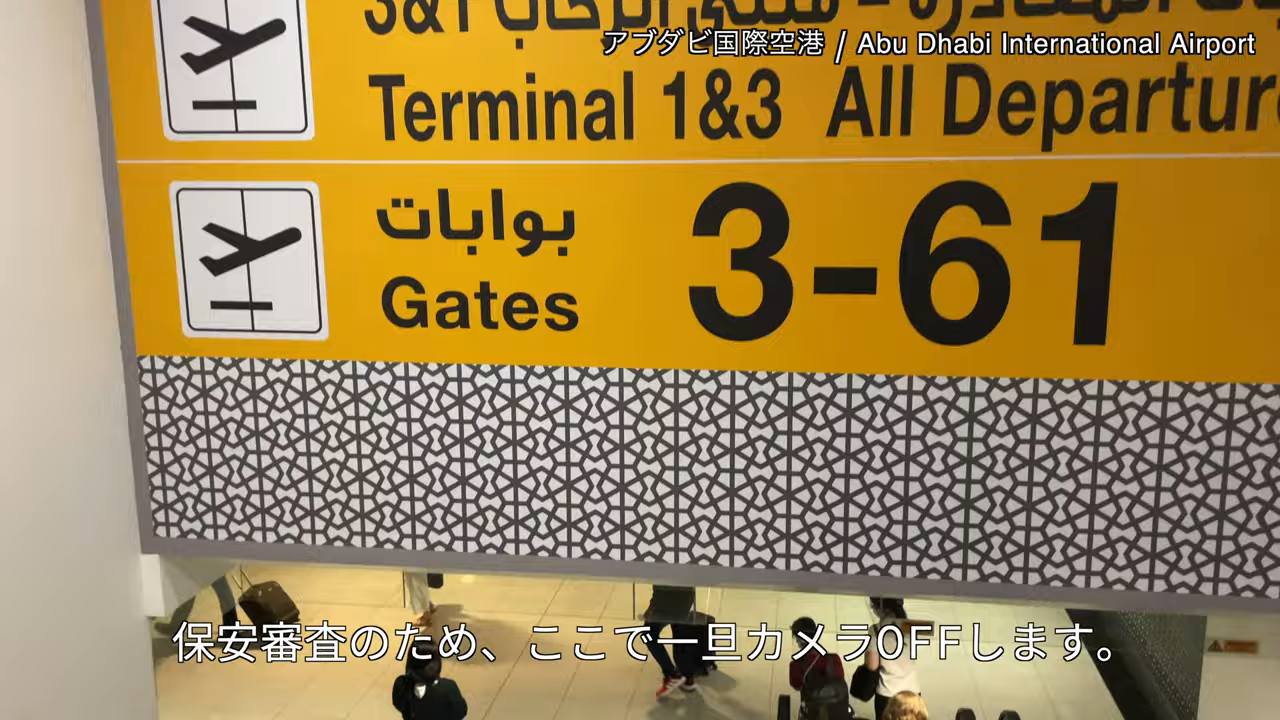 アブダビ国際空港 / Abu Dhabi International Airport
Terminal 1&3 All
بوابات
Gates
3-61
保安審査のため、ここで一旦カメラOFFします。